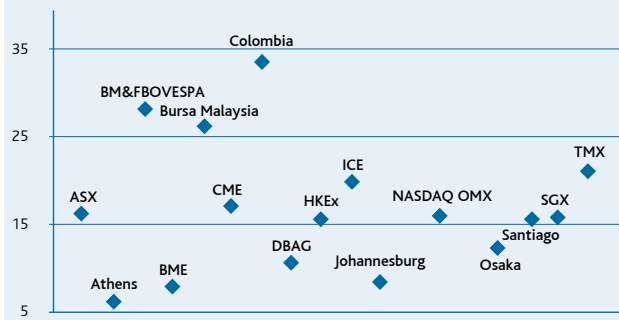 35
25
15
5
Colombia
BM&FBOVESPA
Bursa Malaysia
ICE
TMX
ASX
CME
HKEx
NASDAQ OMX
SGX
Santiago
DBAG
Johannesburg
Osaka
BME
Athens